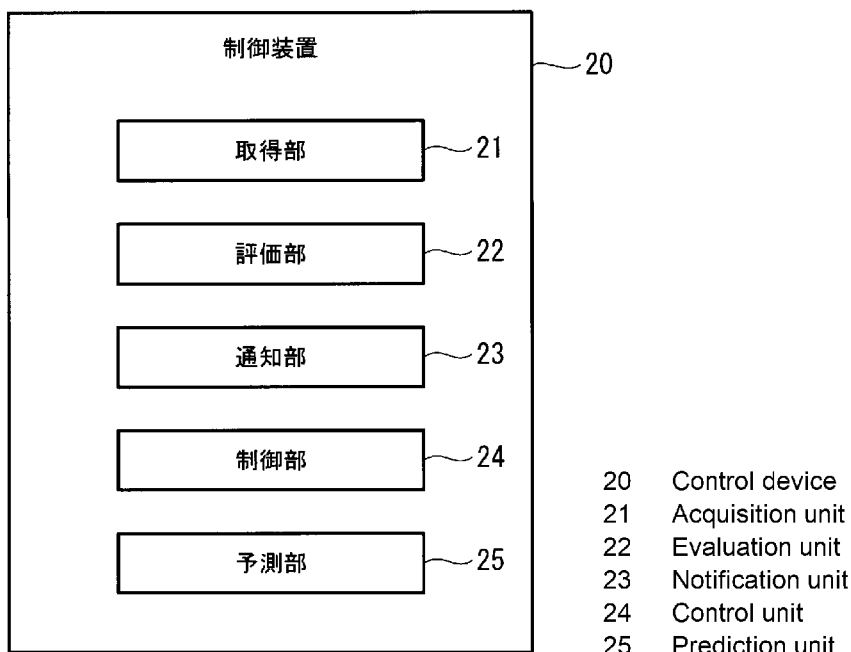 制御装置
20
取得部
21
評価部
22
通知部
23
制御部
24
予測部
25
20 Control device
21 Acquisition unit
22 Evaluation unit
23 Notification unit
24 Control unit
25 Prediction unit